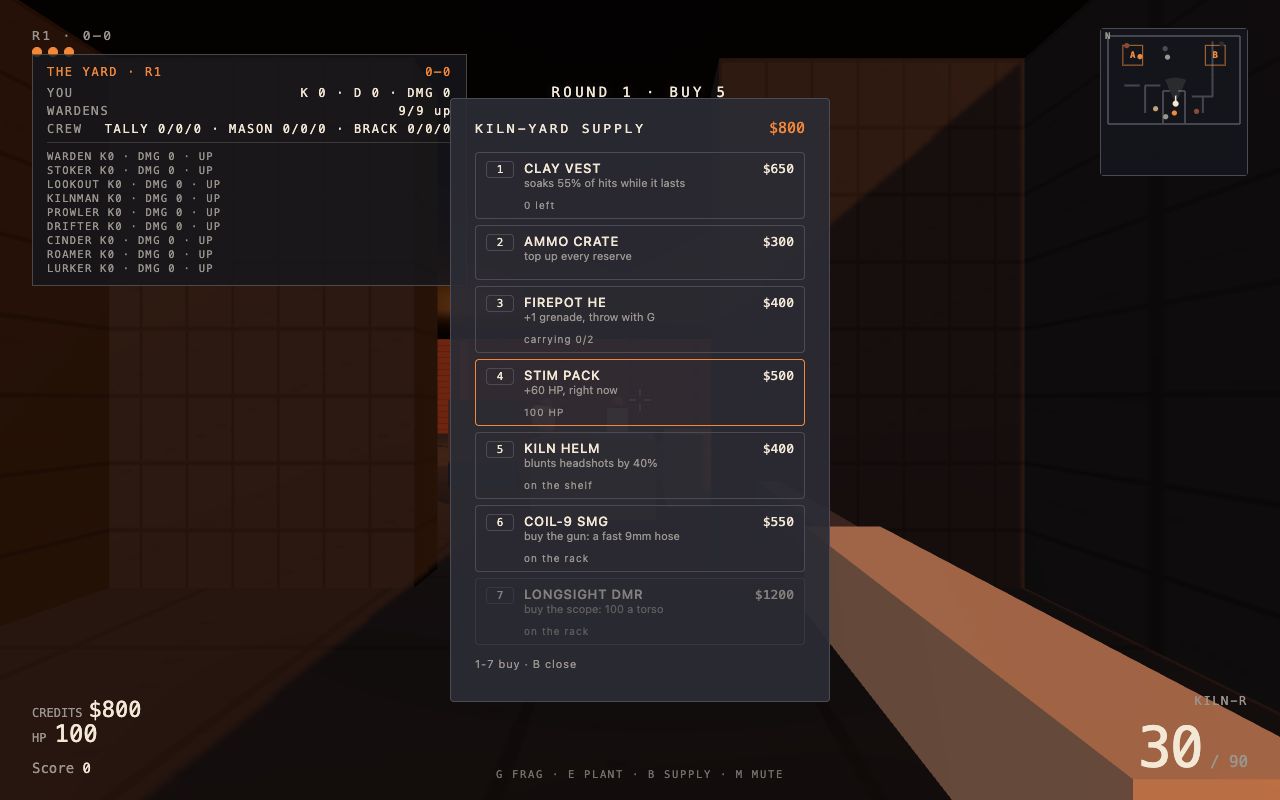 R1 · 0–0
THE YARD · R1 0–0
YOU K 0 · D 0 · DMG 0
WARDENS 9/9 up
CREW TALLY 0/0/0 · MASON 0/0/0 · BRACK 0/0/0
WARDEN K0 · DMG 0 · UP
STOKER K0 · DMG 0 · UP
LOOKOUT K0 · DMG 0 · UP
KILNMAN K0 · DMG 0 · UP
PROWLER K0 · DMG 0 · UP
DRIFTER K0 · DMG 0 · UP
CINDER K0 · DMG 0 · UP
ROAMER K0 · DMG 0 · UP
LURKER K0 · DMG 0 · UP
ROUND 1 · BUY 5
N
A B
KILN-YARD SUPPLY $800
1 CLAY VEST $650
soaks 55% of hits while it lasts
0 left
2 AMMO CRATE $300
top up every reserve
3 FIREPOT HE $400
+1 grenade, throw with G
carrying 0/2
4 STIM PACK $500
+60 HP, right now
100 HP
5 KILN HELM $400
blunts headshots by 40%
on the shelf
6 COIL-9 SMG $550
buy the gun: a fast 9mm hose
on the rack
7 LONGSIGHT DMR $1200
buy the scope: 100 a torso
on the rack
1-7 buy · B close
CREDITS $800
HP 100
Score 0
G FRAG · E PLANT · B SUPPLY · M MUTE
KILN-R
30 / 90